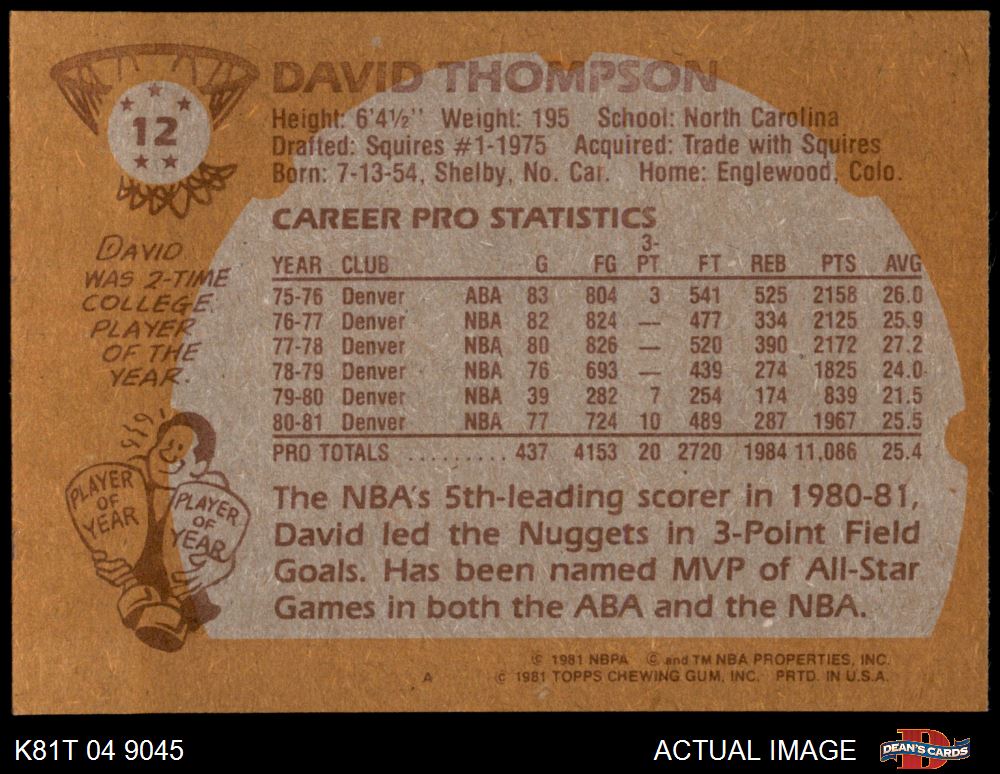 12
DAVID THOMPSON
Height: 6'4½" Weight: 195 School: North Carolina
Drafted: Squires #1-1975 Acquired: Trade with Squires
Born: 7-13-54, Shelby, No. Car. Home: Englewood, Colo.
DAVID
WAS 2-TIME
COLLEGE
PLAYER
OF THE
YEAR.
PLAYER
OF
YEAR
PLAYER
OF
YEAR
CAREER PRO STATISTICS
YEAR CLUB G FG 3-PT FT REB PTS AVG
75-76 Denver ABA 83 804 3 541 525 2158 26.0
76-77 Denver NBA 82 824 — 477 334 2125 25.9
77-78 Denver NBA 80 826 — 520 390 2172 27.2
78-79 Denver NBA 76 693 — 439 274 1825 24.0
79-80 Denver NBA 39 282 7 254 174 839 21.5
80-81 Denver NBA 77 724 10 489 287 1967 25.5
PRO TOTALS .......... 437 4153 20 2720 1984 11,086 25.4
The NBA's 5th-leading scorer in 1980-81,
David led the Nuggets in 3-Point Field
Goals. Has been named MVP of All-Star
Games in both the ABA and the NBA.
© 1981 NBPA © and TM NBA PROPERTIES, INC.
A © 1981 TOPPS CHEWING GUM, INC. PRTD. IN U.S.A.
K81T 04 9045 ACTUAL IMAGE DEAN'S CARDS